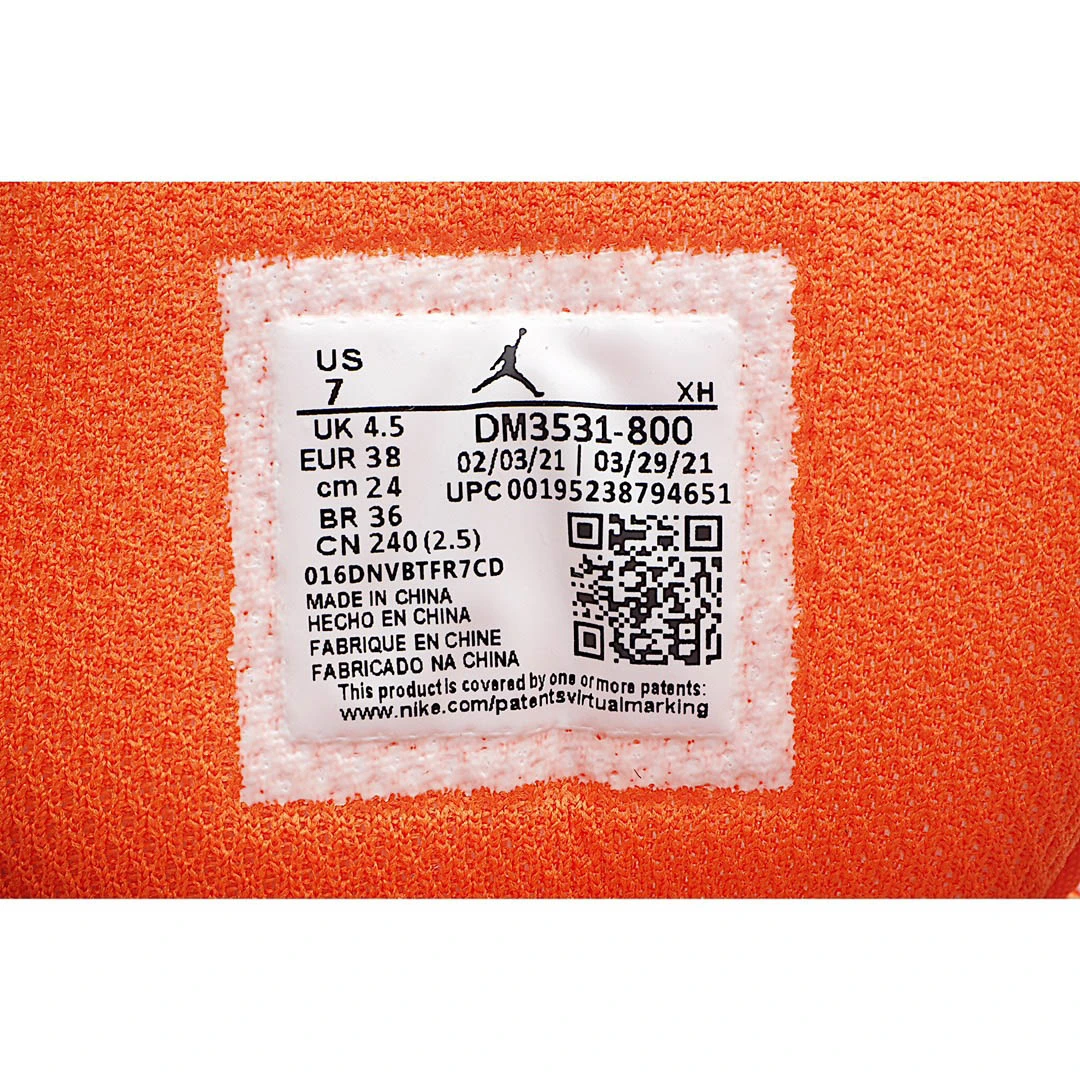 US
7
XH
UK 4.5
EUR 38
cm 24
BR 36
CN 240 (2.5)
DM3531-800
02/03/21 | 03/29/21
UPC 00195238794651
016DNVBTFR7CD
MADE IN CHINA
HECHO EN CHINA
FABRIQUE EN CHINE
FABRICADO NA CHINA
This product is covered by one or more patents:
www.nike.com/patentsvirtualmarking